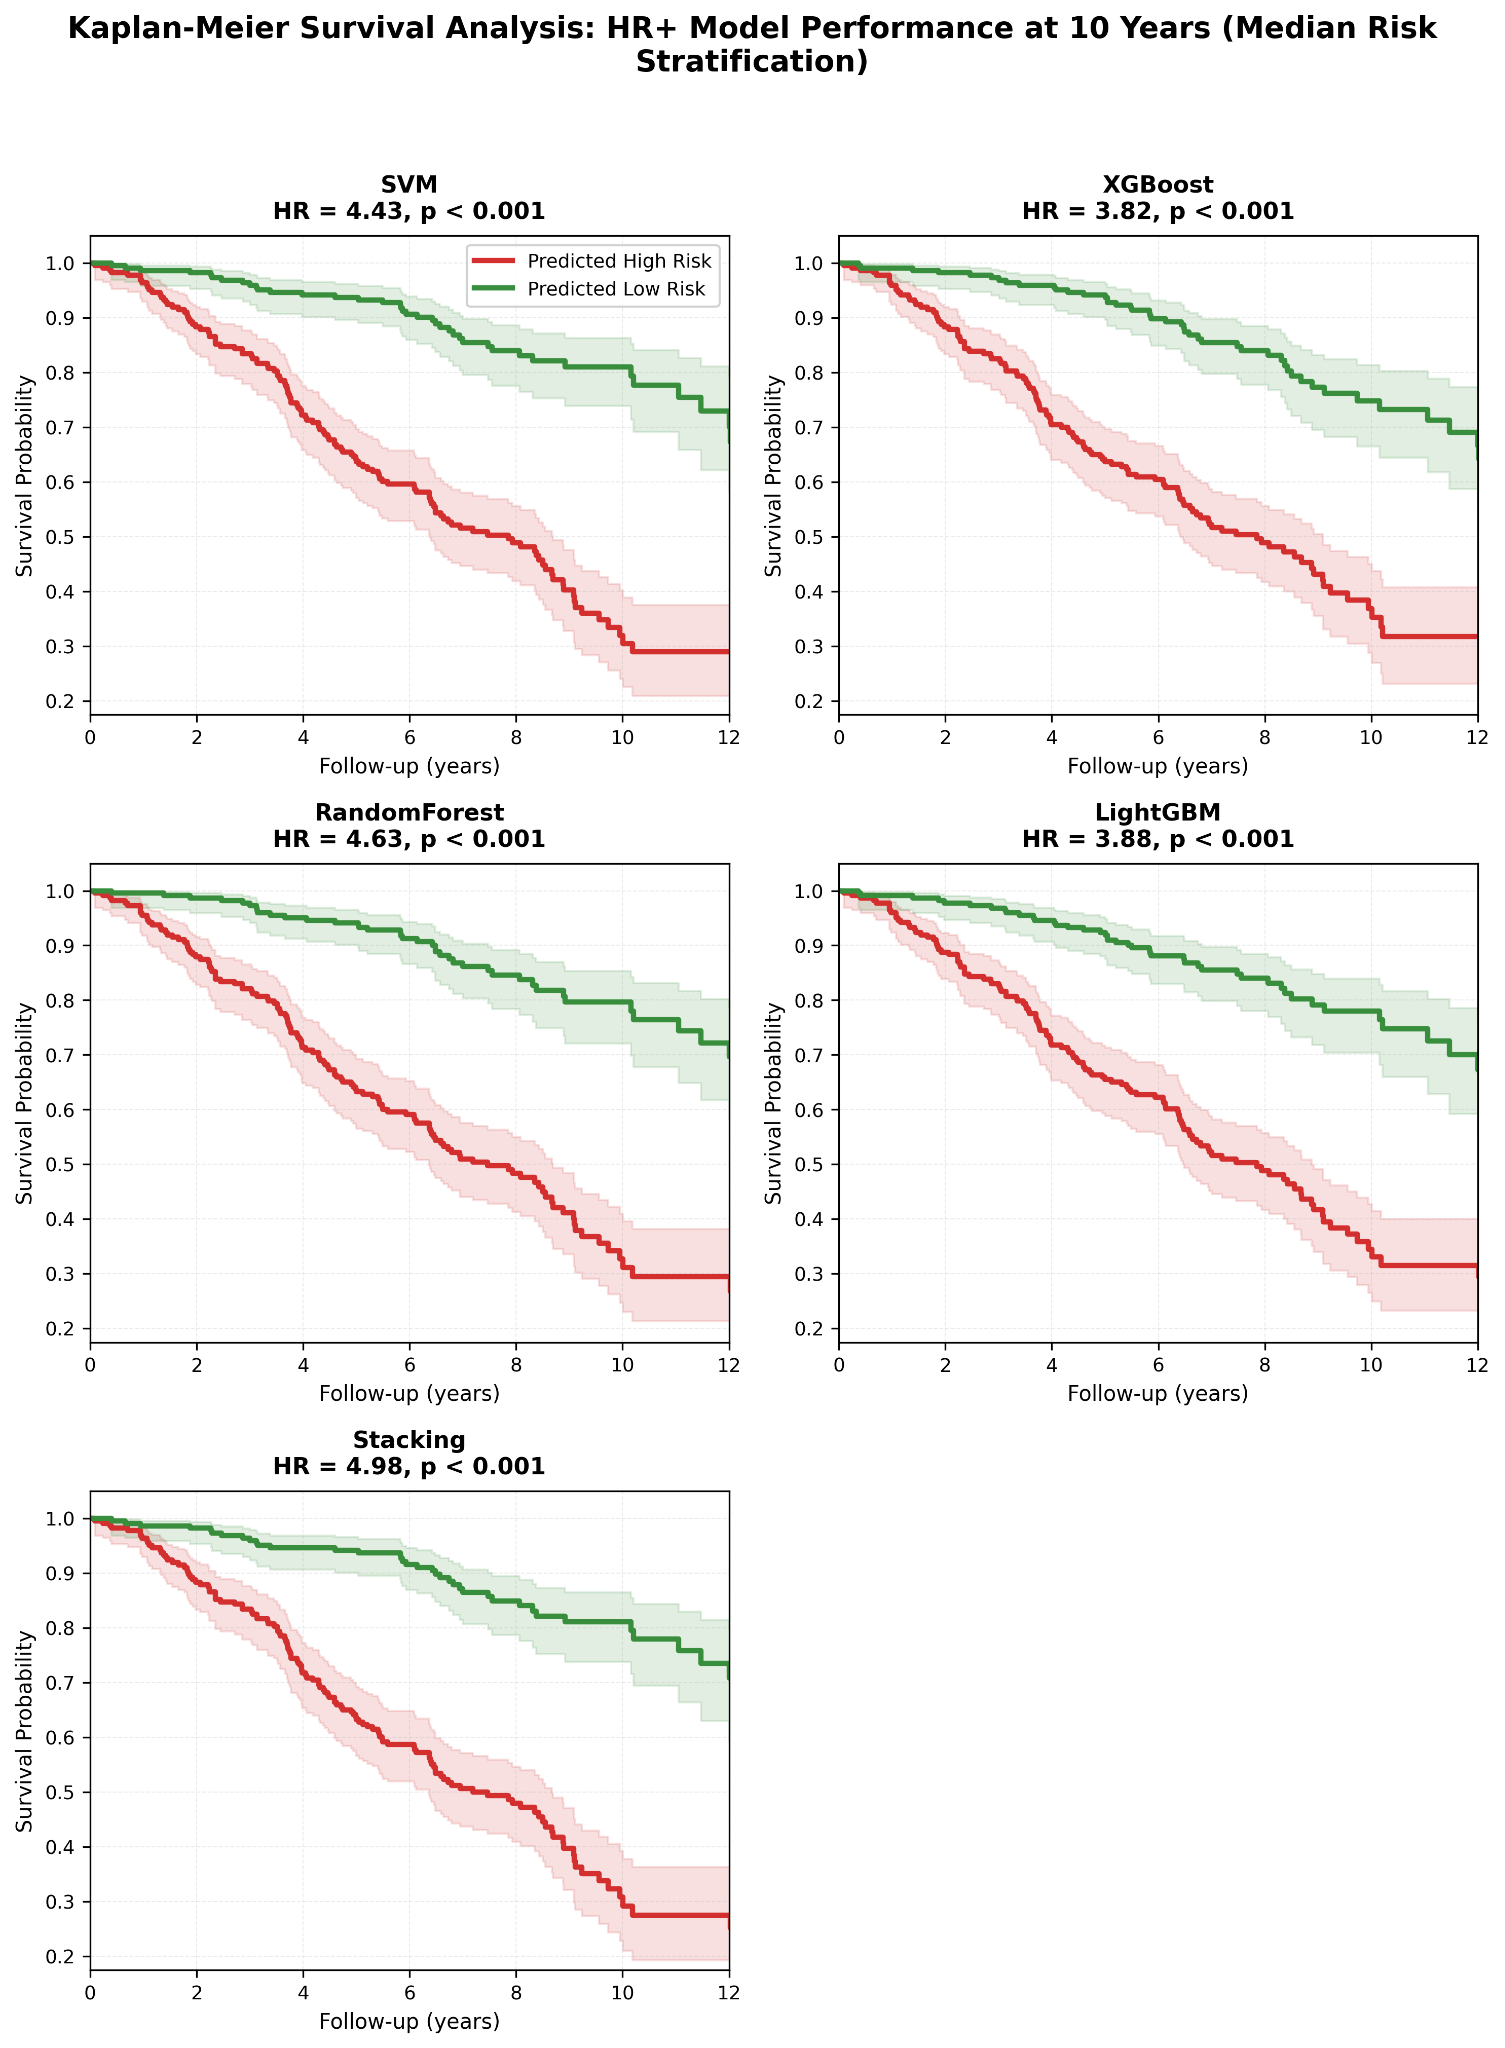 Kaplan-Meier Survival Analysis: HR+ Model Performance at 10 Years (Median Risk
Stratification)
SVM
HR = 4.43, p < 0.001
Predicted High Risk
Predicted Low Risk
Survival Probability
1.0
0.9
0.8
0.7
0.6
0.5
0.4
0.3
0.2
0 2 4 6 8 10 12
Follow-up (years)
XGBoost
HR = 3.82, p < 0.001
Survival Probability
1.0
0.9
0.8
0.7
0.6
0.5
0.4
0.3
0.2
0 2 4 6 8 10 12
Follow-up (years)
RandomForest
HR = 4.63, p < 0.001
Survival Probability
1.0
0.9
0.8
0.7
0.6
0.5
0.4
0.3
0.2
0 2 4 6 8 10 12
Follow-up (years)
LightGBM
HR = 3.88, p < 0.001
Survival Probability
1.0
0.9
0.8
0.7
0.6
0.5
0.4
0.3
0.2
0 2 4 6 8 10 12
Follow-up (years)
Stacking
HR = 4.98, p < 0.001
Survival Probability
1.0
0.9
0.8
0.7
0.6
0.5
0.4
0.3
0.2
0 2 4 6 8 10 12
Follow-up (years)